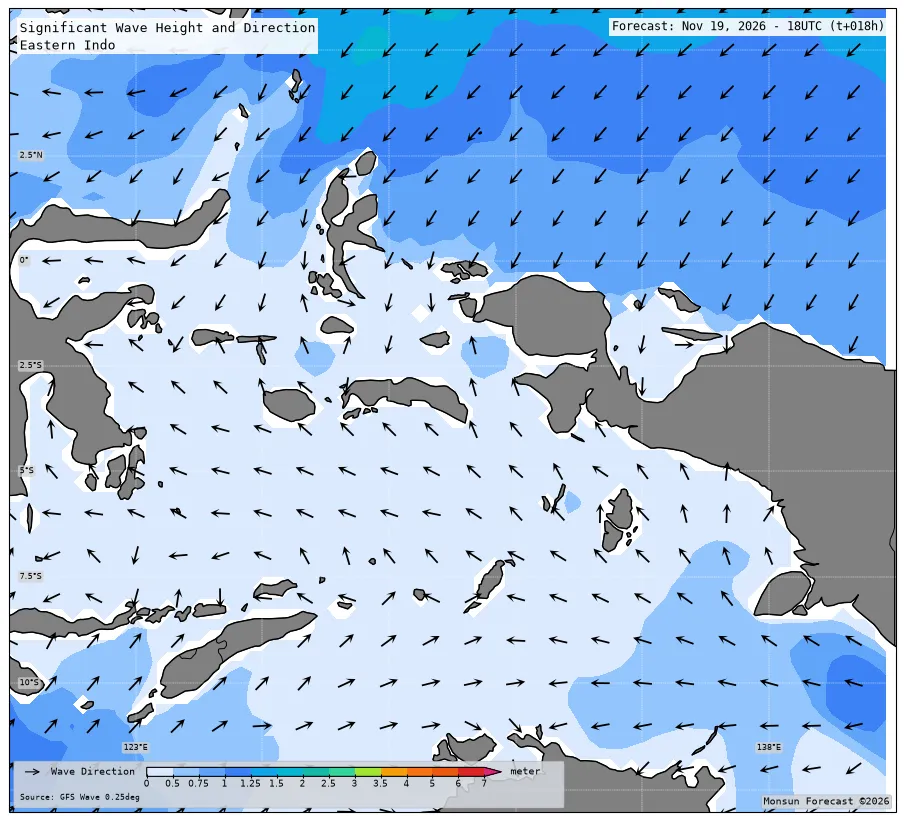 Significant Wave Height and Direction
Eastern Indo
Forecast: Nov 19, 2026 - 18UTC (t+018h)
2.5°N
0°
2.5°S
5°S
7.5°S
10°S
123°E
138°E
Wave Direction
0 0.5 0.75 1 1.25 1.5 2 2.5 3 3.5 4 5 6 7
meter
Source: GFS Wave 0.25deg
Monsun Forecast ©2026